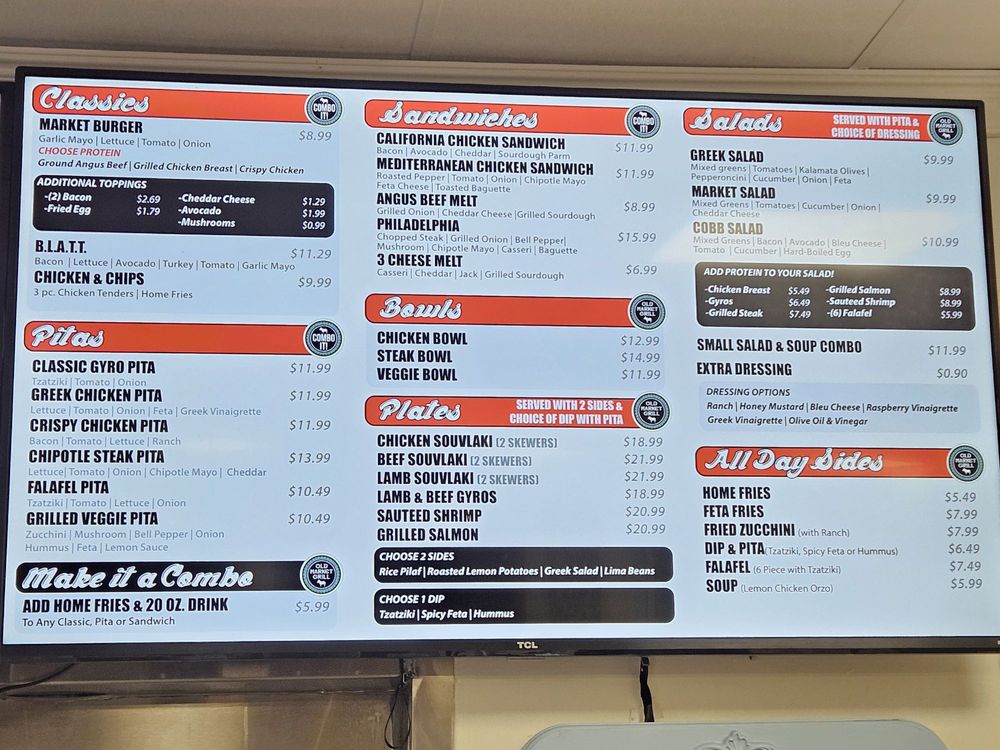 Classics
COMBO IT!
MARKET BURGER $8.99
Garlic Mayo | Lettuce | Tomato | Onion
CHOOSE PROTEIN
Ground Angus Beef | Grilled Chicken Breast | Crispy Chicken
ADDITIONAL TOPPINGS
-(2) Bacon $2.69 -Cheddar Cheese $1.29
-Fried Egg $1.79 -Avocado $1.99
-Mushrooms $0.99
B.L.A.T.T. $11.29
Bacon | Lettuce | Avocado | Turkey | Tomato | Garlic Mayo
CHICKEN & CHIPS $9.99
3 pc. Chicken Tenders | Home Fries
Pitas
COMBO IT!
CLASSIC GYRO PITA $11.99
Tzatziki | Tomato | Onion
GREEK CHICKEN PITA $11.99
Lettuce | Tomato | Onion | Feta | Greek Vinaigrette
CRISPY CHICKEN PITA $11.99
Bacon | Tomato | Lettuce | Ranch
CHIPOTLE STEAK PITA $13.99
Lettuce| Tomato | Onion | Chipotle Mayo | Cheddar
FALAFEL PITA $10.49
Tzatziki | Tomato | Lettuce | Onion
GRILLED VEGGIE PITA $10.49
Zucchini | Mushroom | Bell Pepper | Onion
Hummus | Feta | Lemon Sauce
Make it a Combo
OLD MARKET GRILL
ADD HOME FRIES & 20 OZ. DRINK $5.99
To Any Classic, Pita or Sandwich
Sandwiches
COMBO IT!
CALIFORNIA CHICKEN SANDWICH $11.99
Bacon | Avocado | Cheddar | Sourdough Parm
MEDITERRANEAN CHICKEN SANDWICH $11.99
Roasted Pepper | Tomato | Onion | Chipotle Mayo
Feta Cheese | Toasted Baguette
ANGUS BEEF MELT $8.99
Grilled Onion | Cheddar Cheese |Grilled Sourdough
PHILADELPHIA $15.99
Chopped Steak | Grilled Onion | Bell Pepper|
Mushroom | Chipotle Mayo | Casseri | Baguette
3 CHEESE MELT $6.99
Casseri | Cheddar | Jack | Grilled Sourdough
Bowls
OLD MARKET GRILL
CHICKEN BOWL $12.99
STEAK BOWL $14.99
VEGGIE BOWL $11.99
Plates
SERVED WITH 2 SIDES &
CHOICE OF DIP WITH PITA
OLD MARKET GRILL
CHICKEN SOUVLAKI (2 SKEWERS) $18.99
BEEF SOUVLAKI (2 SKEWERS) $21.99
LAMB SOUVLAKI (2 SKEWERS) $21.99
LAMB & BEEF GYROS $18.99
SAUTEED SHRIMP $20.99
GRILLED SALMON $20.99
CHOOSE 2 SIDES
Rice Pilaf | Roasted Lemon Potatoes | Greek Salad | Lima Beans
CHOOSE 1 DIP
Tzatziki | Spicy Feta | Hummus
Salads
SERVED WITH PITA &
CHOICE OF DRESSING
OLD MARKET GRILL
GREEK SALAD $9.99
Mixed greens | Tomatoes | Kalamata Olives |
Pepperoncini | Cucumber | Onion | Feta
MARKET SALAD $9.99
Mixed Greens | Tomatoes | Cucumber | Onion |
Cheddar Cheese
COBB SALAD $10.99
Mixed Greens | Bacon | Avocado | Bleu Cheese |
Tomato | Cucumber | Hard-Boiled Egg
ADD PROTEIN TO YOUR SALAD!
-Chicken Breast $5.49 -Grilled Salmon $8.99
-Gyros $6.49 -Sauteed Shrimp $8.99
-Grilled Steak $7.49 -(6) Falafel $5.99
SMALL SALAD & SOUP COMBO $11.99
EXTRA DRESSING $0.90
DRESSING OPTIONS
Ranch | Honey Mustard | Bleu Cheese | Raspberry Vinaigrette
Greek Vinaigrette | Olive Oil & Vinegar
All Day Sides
OLD MARKET GRILL
HOME FRIES $5.49
FETA FRIES $7.99
FRIED ZUCCHINI (with Ranch) $7.99
DIP & PITA(Tzatziki, Spicy Feta or Hummus) $6.49
FALAFEL (6 Piece with Tzatziki) $7.49
SOUP (Lemon Chicken Orzo) $5.99
TCL